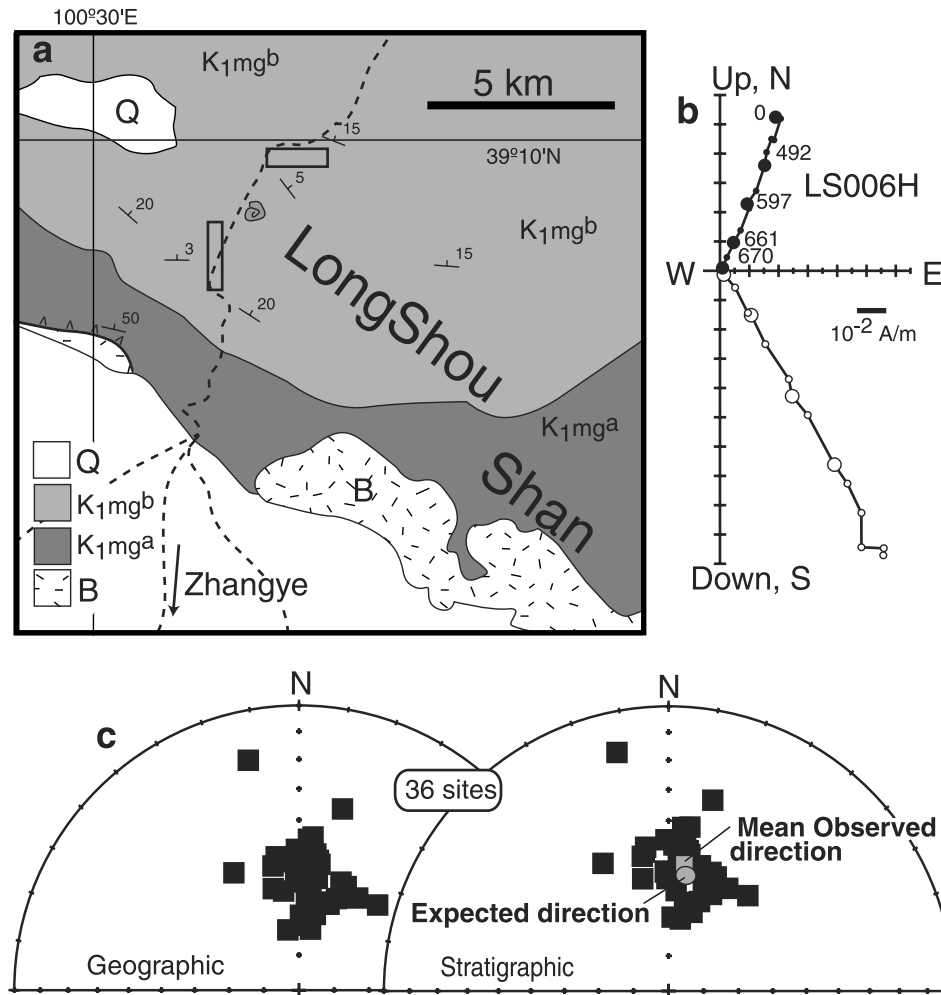 100º30'E
a
K1mgb
5 km
Q
15
39º10'N
5
20
K1mgb
3
15
20
LongShou
50
K1mga
Shan
B
Q
K1mgb
K1mga
B
Zhangye
b
Up, N
0
492
LS006H
597
661
670
W
E
10-2 A/m
Down, S
c
N
N
36 sites
Mean Observed
direction
Expected direction
Geographic
Stratigraphic